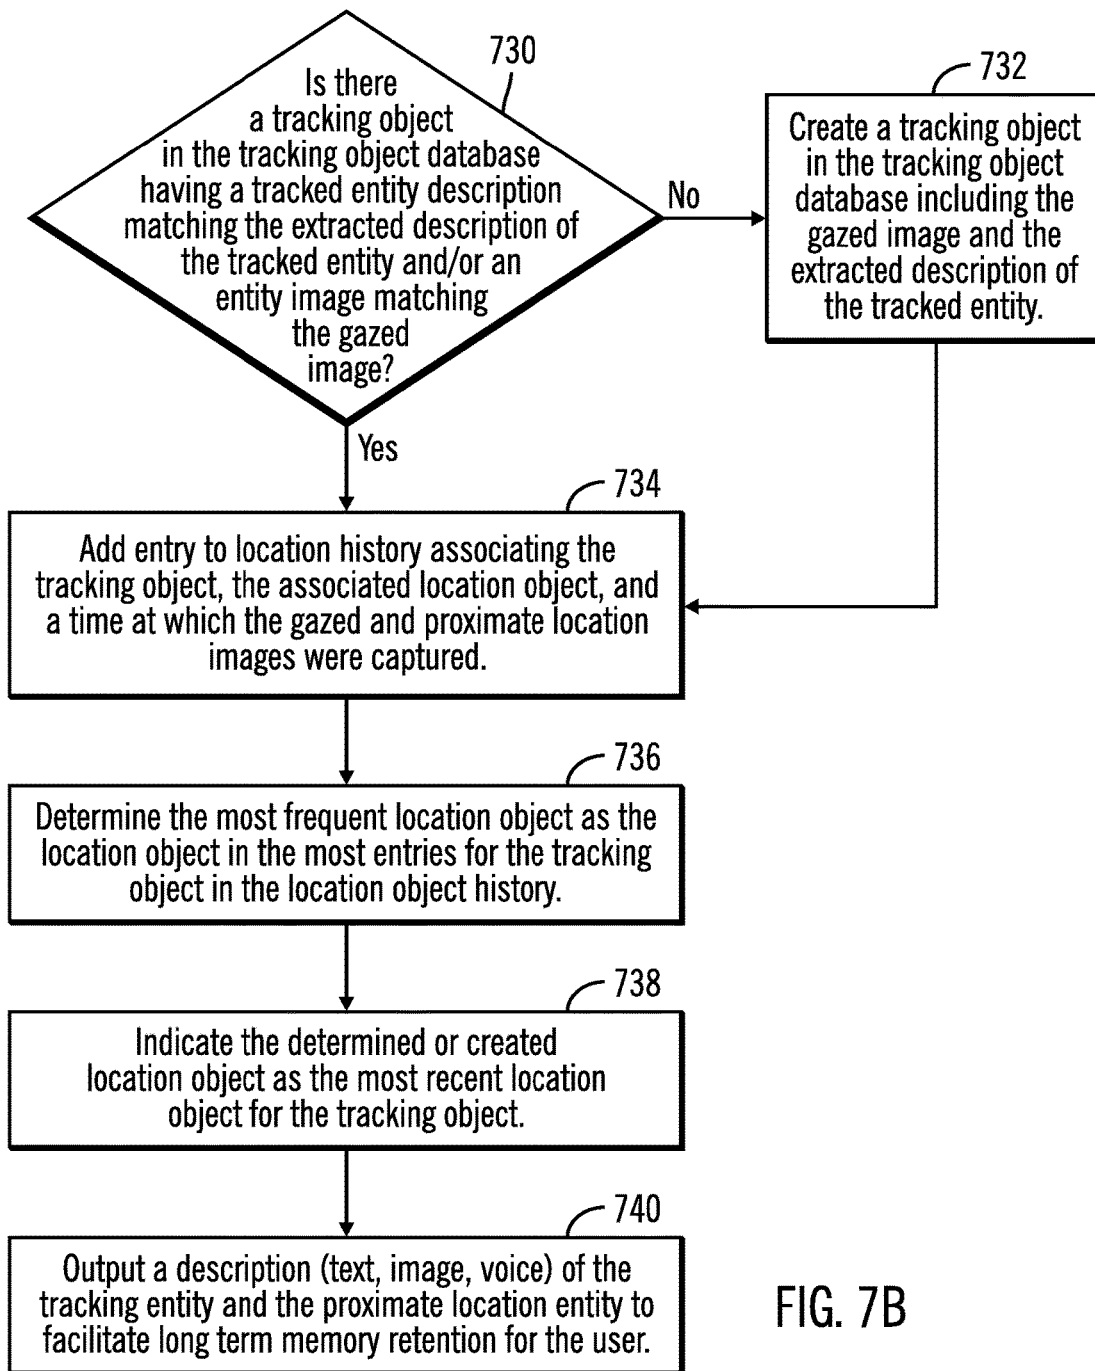 730
Is there
a tracking object
in the tracking object database
having a tracked entity description
matching the extracted description of
the tracked entity and/or an
entity image matching
the gazed
image?
No
732
Create a tracking object
in the tracking object
database including the
gazed image and the
extracted description of
the tracked entity.
Yes
734
Add entry to location history associating the
tracking object, the associated location object, and
a time at which the gazed and proximate location
images were captured.
736
Determine the most frequent location object as the
location object in the most entries for the tracking
object in the location object history.
738
Indicate the determined or created
location object as the most recent location
object for the tracking object.
740
Output a description (text, image, voice) of the
tracking entity and the proximate location entity to
facilitate long term memory retention for the user.
FIG. 7B